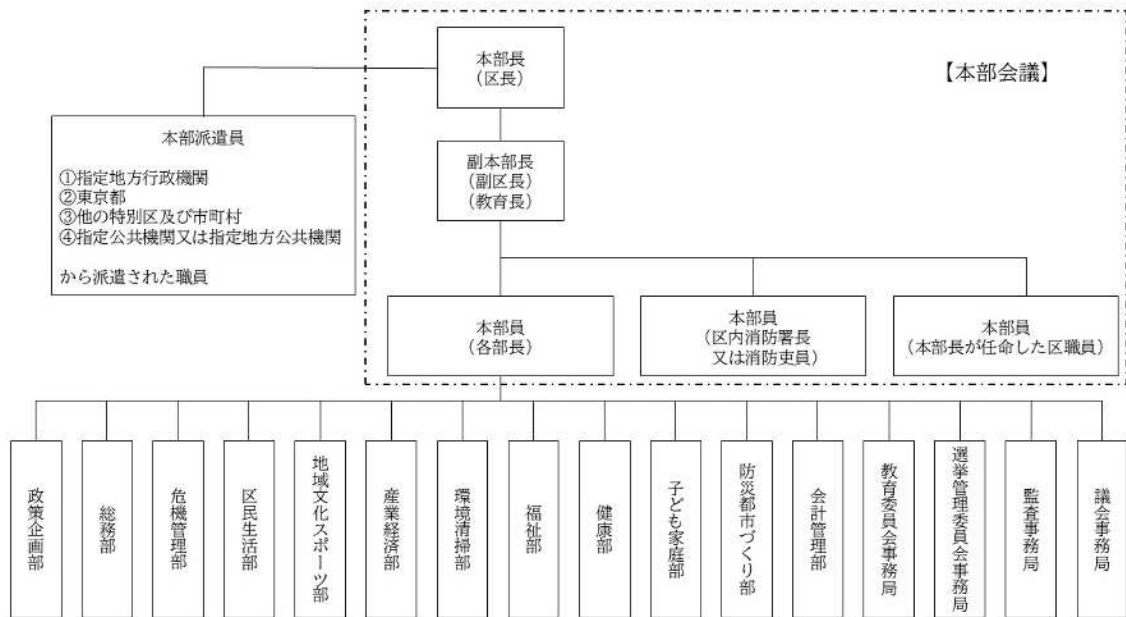 本部長
（区長）
【本部会議】
本部派遣員
①指定地方行政機関
②東京都
③他の特別区及び市町村
④指定公共機関又は指定地方公共機関
から派遣された職員
副本部長
（副区長）
（教育長）
本部員
（各部長）
本部員
（区内消防署長
又は消防吏員）
本部員
（本部長が任命した区職員）
政策企画部
総務部
危機管理部
区民生活部
地域文化スポーツ部
産業経済部
環境清掃部
福祉部
健康部
子ども家庭部
防災都市づくり部
会計管理部
教育委員会事務局
選挙管理委員会事務局
監査事務局
議会事務局